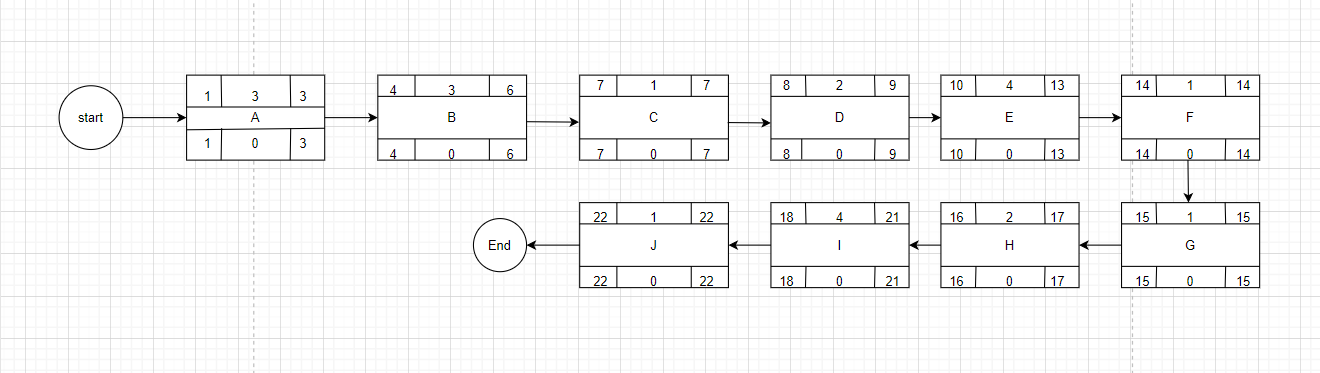 start
1 3 3
A
1 0 3
4 3 6
B
4 0 6
7 1 7
C
7 0 7
8 2 9
D
8 0 9
10 4 13
E
10 0 13
14 1 14
F
14 0 14
15 1 15
G
15 0 15
16 2 17
H
16 0 17
18 4 21
I
18 0 21
22 1 22
J
22 0 22
End